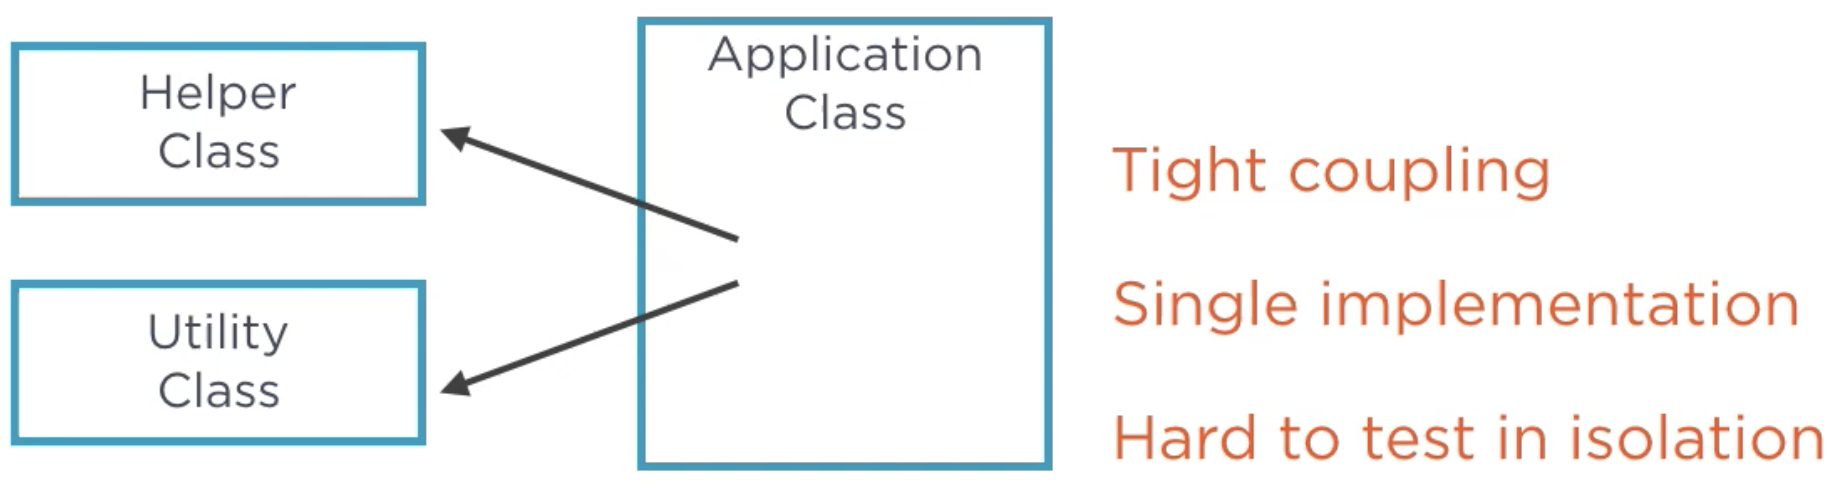 Helper
Class
Utility
Class
Application
Class
Tight coupling
Single implementation
Hard to test in isolation